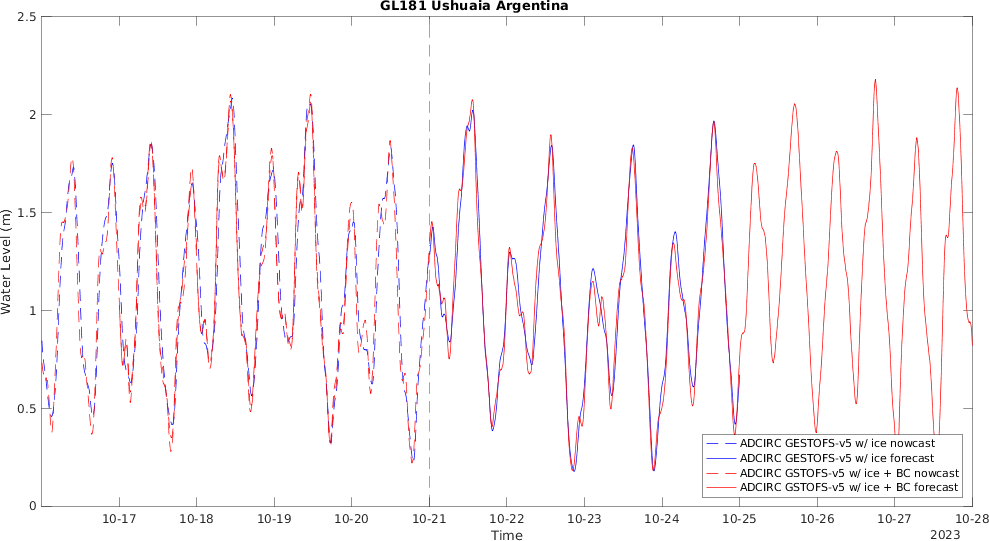 GL181 Ushuaia Argentina
2.5
2
1.5
1
0.5
0
Water Level (m)
10-17 10-18 10-19 10-20 10-21 10-22 10-23 10-24 10-25 10-26 10-27 10-28
Time
2023
ADCIRC GESTOFS-v5 w/ ice nowcast
ADCIRC GESTOFS-v5 w/ ice forecast
ADCIRC GSTOFS-v5 w/ ice + BC nowcast
ADCIRC GSTOFS-v5 w/ ice + BC forecast